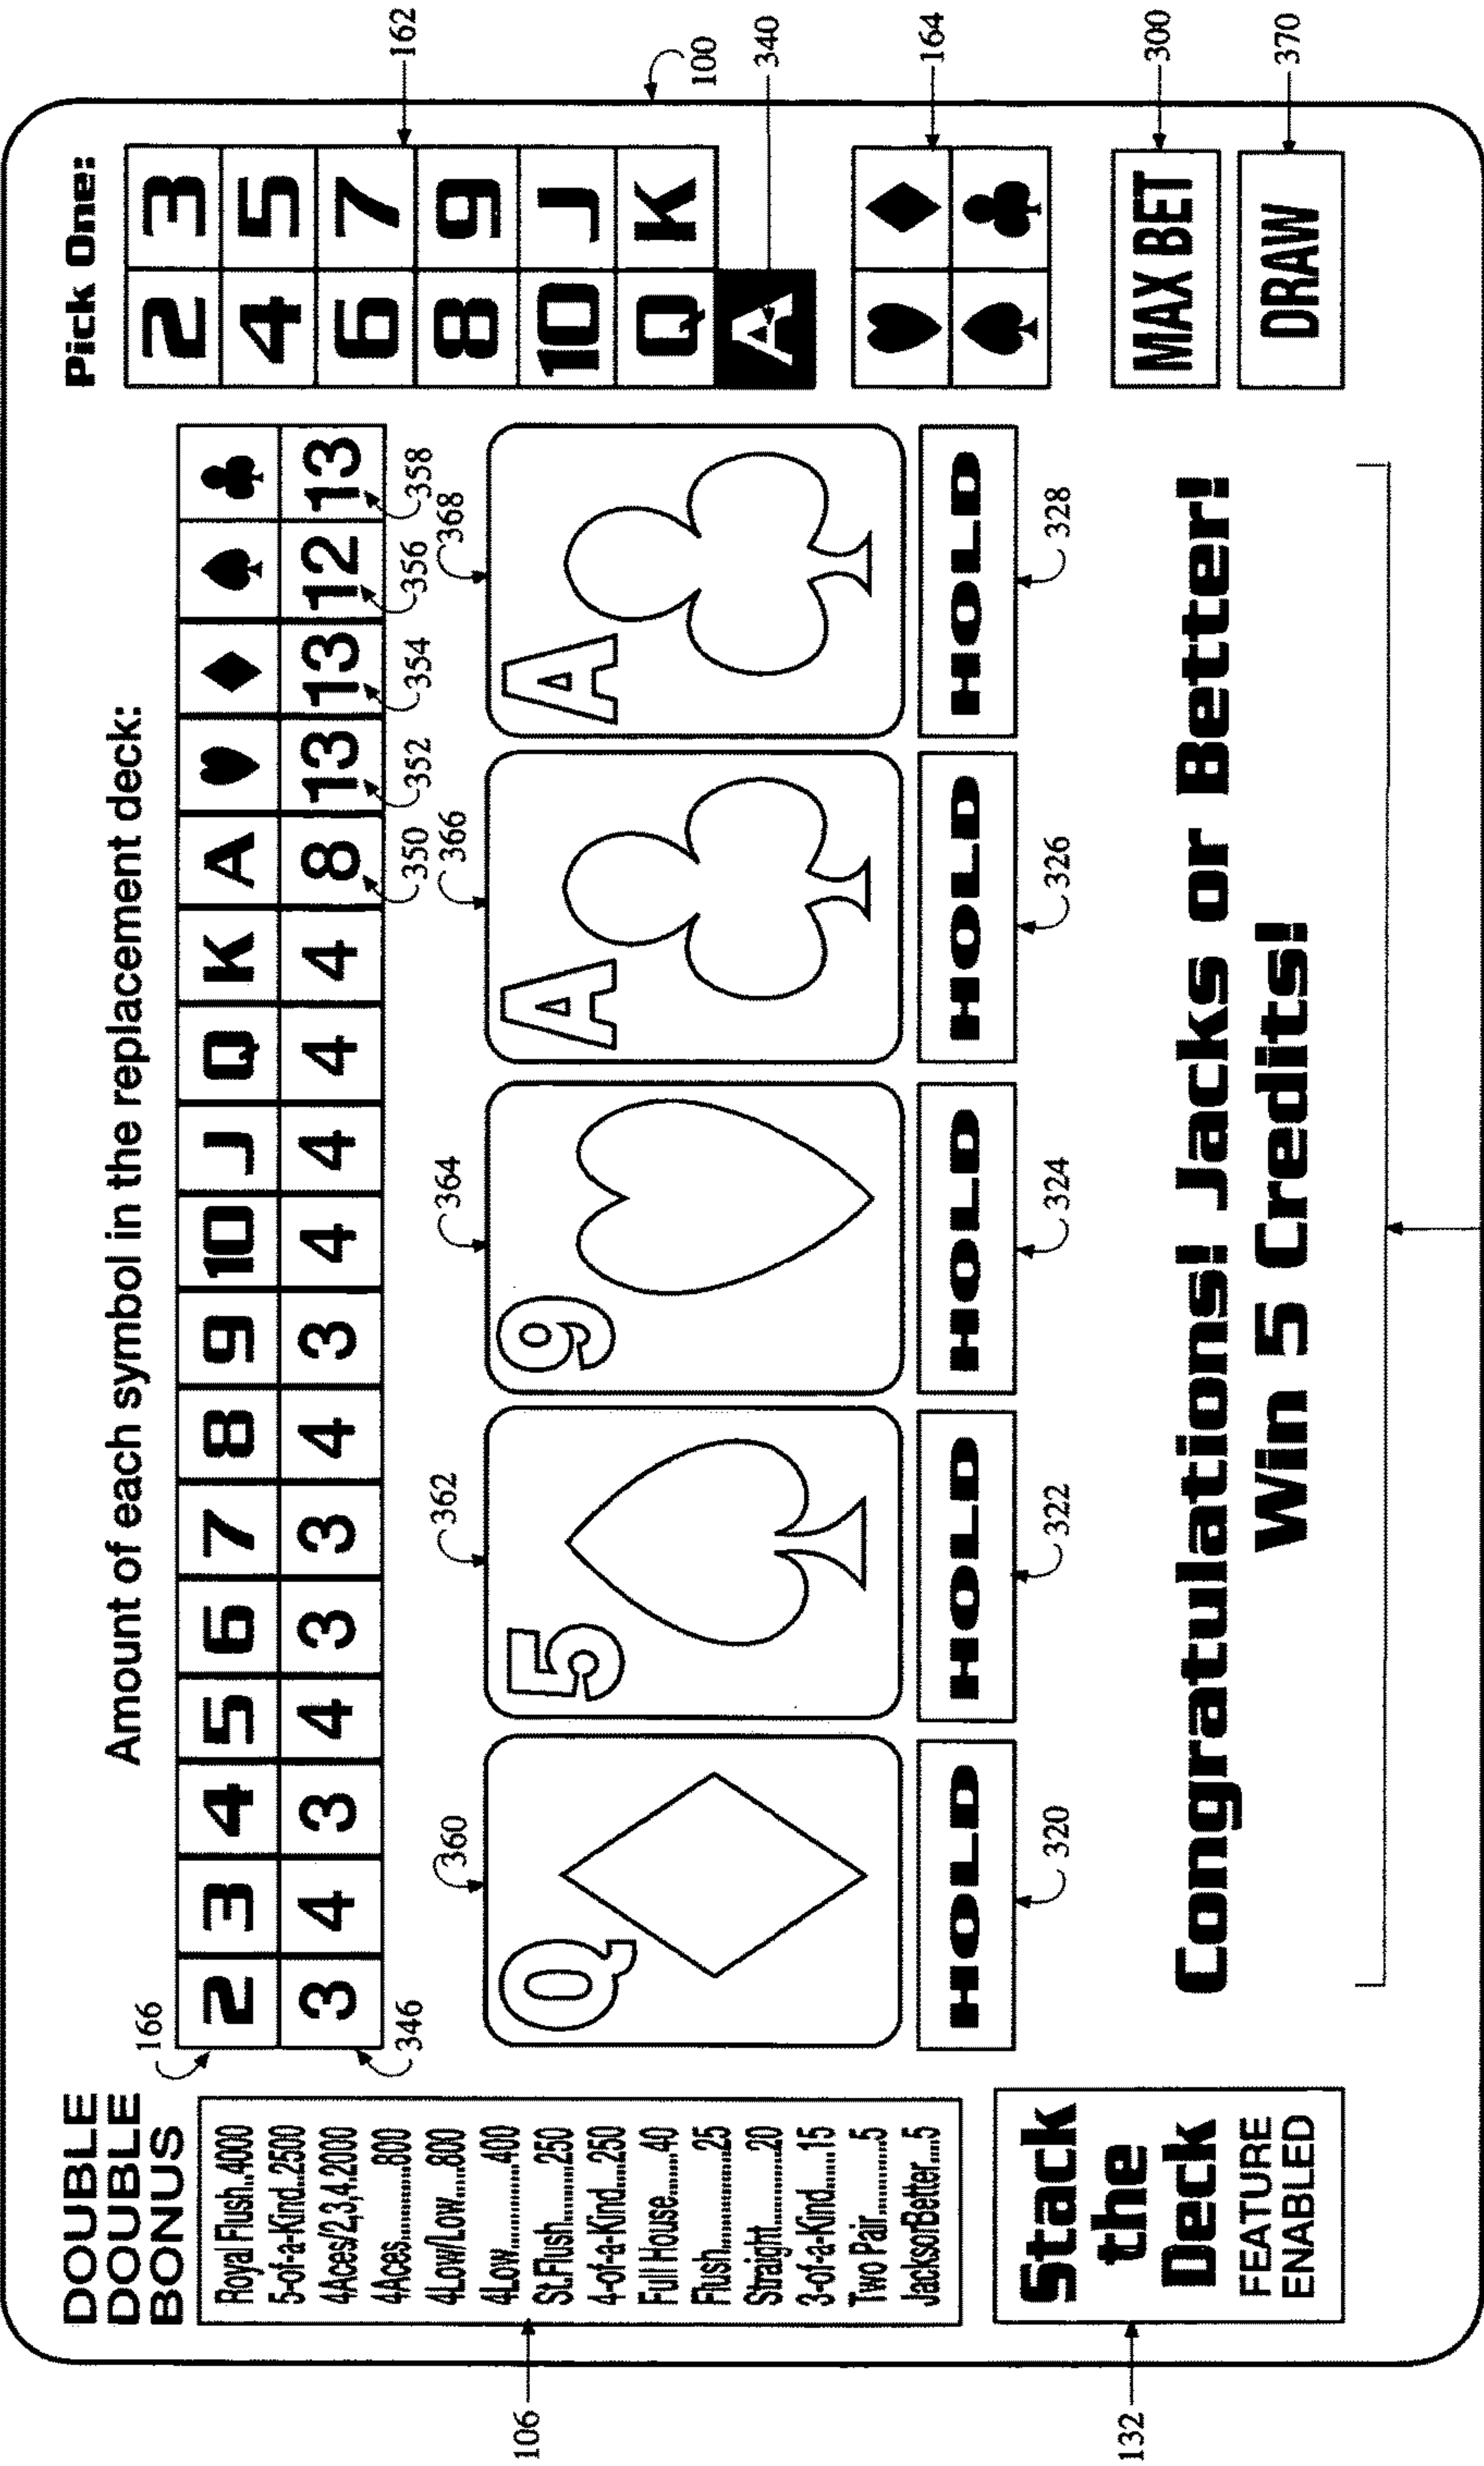 DOUBLE
DOUBLE
BONUS
Royal Flush..4000
5-of-a-Kind..2500
4Aces/2,3,4.2000
4Aces...........800
4Low/Low.....800
4Low............400
St.Flush.......250
4-of-a-Kind...250
Full House......40
Flush............25
Straight.........20
3-of-a-Kind....15
Two Pair..........5
JacksorBetter....5
106
Stack
the
Deck
FEATURE
ENABLED
132
Amount of each symbol in the replacement deck:
166
2 3 4 5 6 7 8 9 10 J Q K A ♥ ♦ ♠ ♣
3 4 3 4 3 3 4 3 4 4 4 4 8 13 13 12 13
346
350 352 354 356 358
360 362 364 366 368
Q 5 9 A A
HOLD HOLD HOLD HOLD HOLD
320 322 324 326 328
Congratulations! Jacks or Better!
Win 5 Credits!
Pick One:
2 3
4 5
6 7
8 9
10 J
Q K
A
162
100
340
164
MAX BET
300
DRAW
370